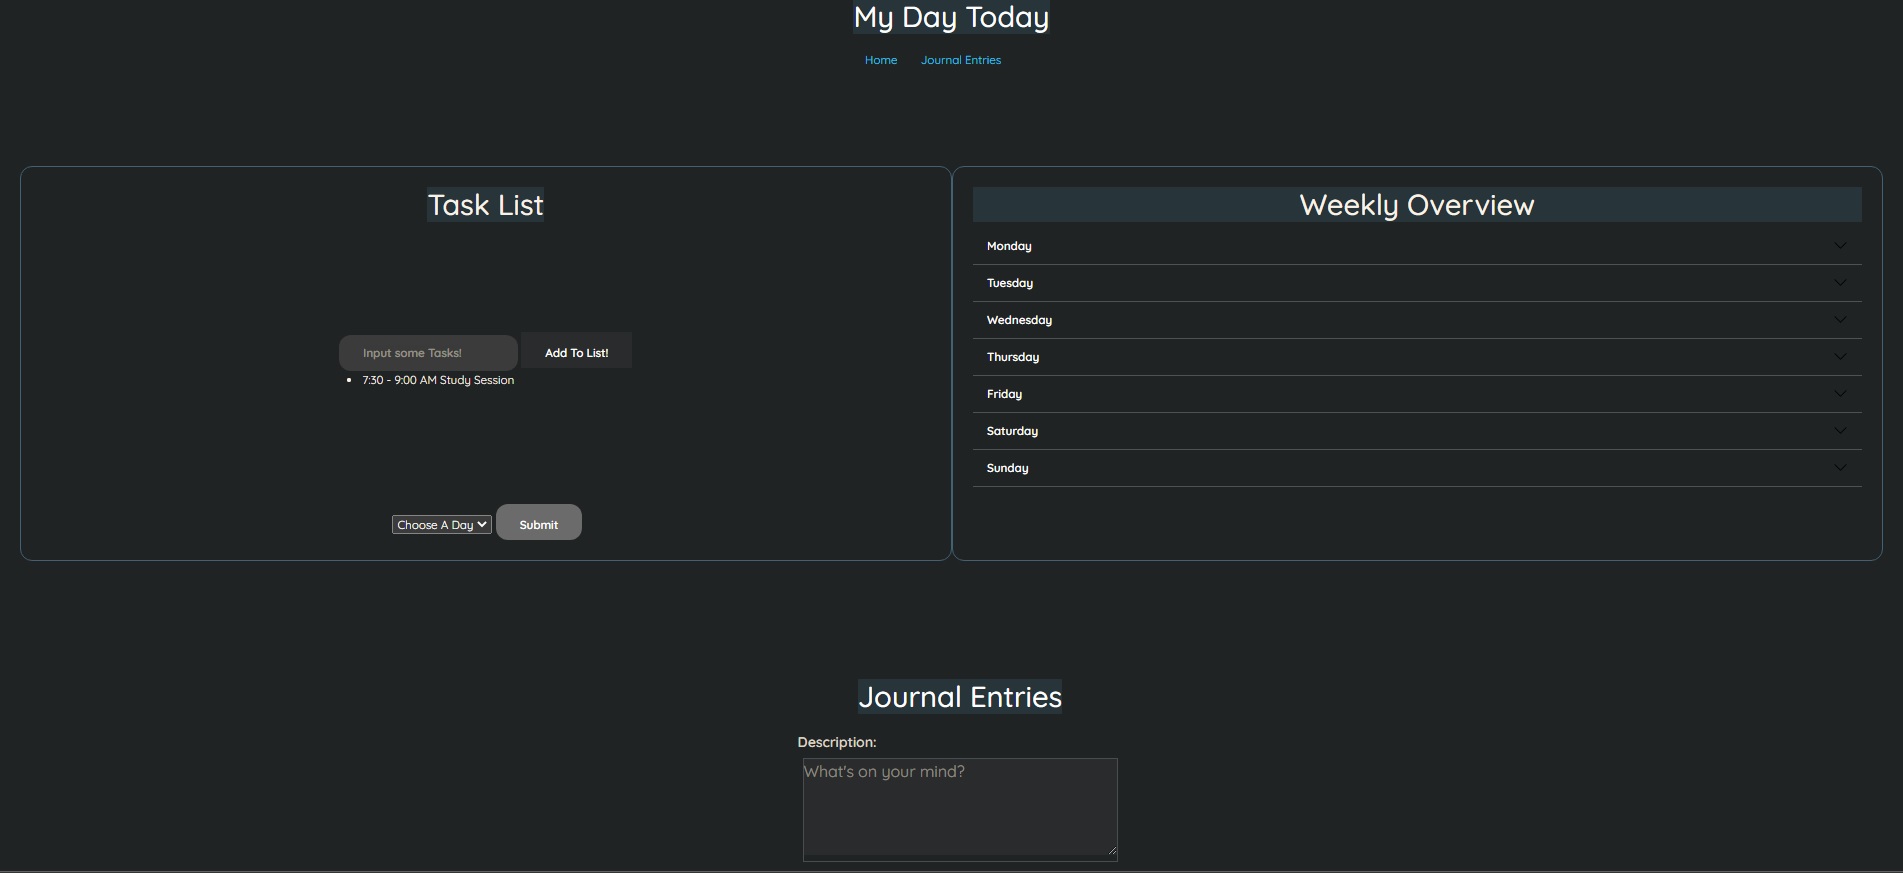 My Day Today
Home Journal Entries
Task List
Input some Tasks! Add To List!
7:30 - 9:00 AM Study Session
Choose A Day Submit
Weekly Overview
Monday
Tuesday
Wednesday
Thursday
Friday
Saturday
Sunday
Journal Entries
Description:
What's on your mind?